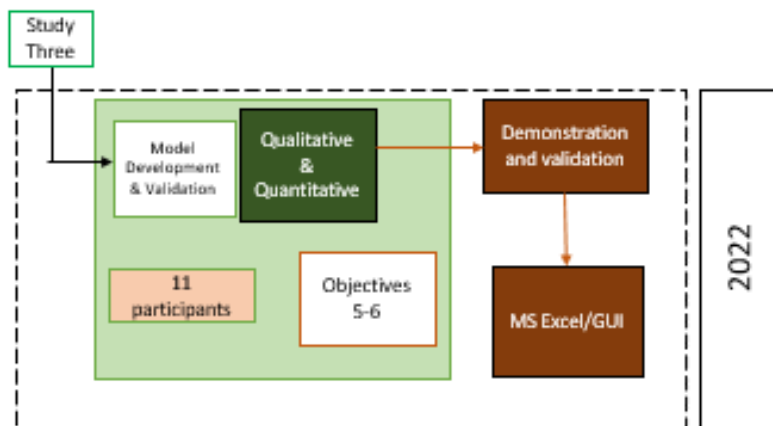 Study
Three
Model
Development
& Validation
Qualitative
&
Quantitative
Demonstration
and validation
11
participants
Objectives
5-6
MS Excel/GUI
2022